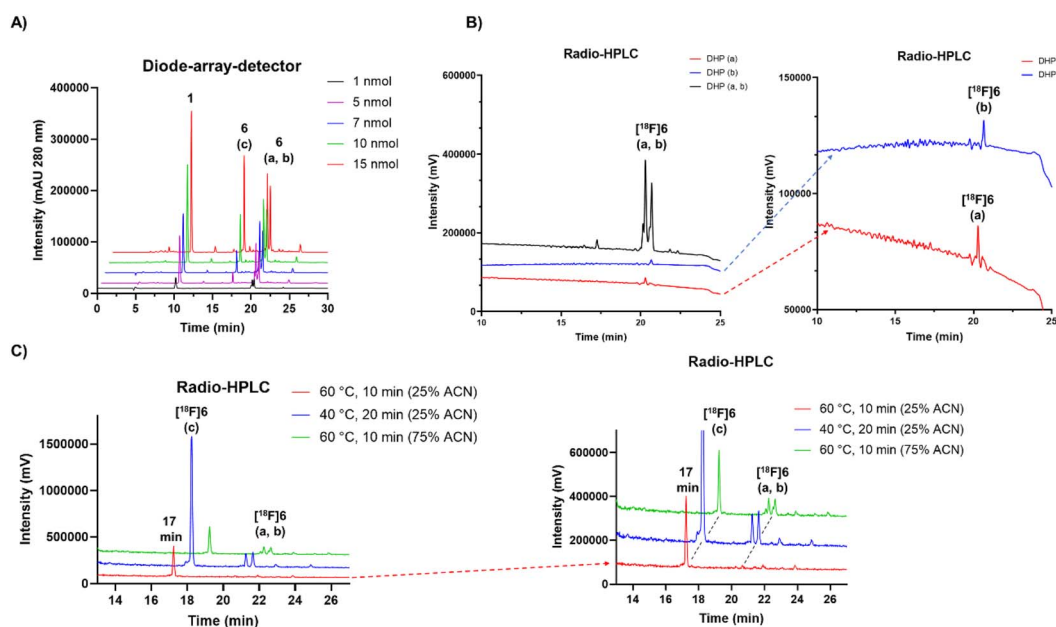 A)
Diode-array-detector
1 nmol
5 nmol
7 nmol
10 nmol
15 nmol
1
6
(c)
6
(a, b)
400000
300000
200000
100000
0
0 5 10 15 20 25 30
Intensity (mAU 280 nm)
Time (min)
B)
Radio-HPLC
DHP (a)
DHP (b)
DHP (a, b)
[¹⁸F]6
(a, b)
600000
400000
200000
0
10 15 20 25
Intensity (mV)
Time (min)
Radio-HPLC
DHP (a)
DHP (b)
[¹⁸F]6
(b)
[¹⁸F]6
(a)
150000
100000
50000
10 15 20 25
Intensity (mV)
Time (min)
C)
Radio-HPLC
60 °C, 10 min (25% ACN)
40 °C, 20 min (25% ACN)
60 °C, 10 min (75% ACN)
[¹⁸F]6
(c)
17
min
[¹⁸F]6
(a, b)
1500000
1000000
500000
0
14 16 18 20 22 24 26
Intensity (mV)
Time (min)
Radio-HPLC
60 °C, 10 min (25% ACN)
40 °C, 20 min (25% ACN)
60 °C, 10 min (75% ACN)
[¹⁸F]6
(c)
17
min
[¹⁸F]6
(a, b)
600000
400000
200000
0
14 16 18 20 22 24 26
Intensity (mV)
Time (min)